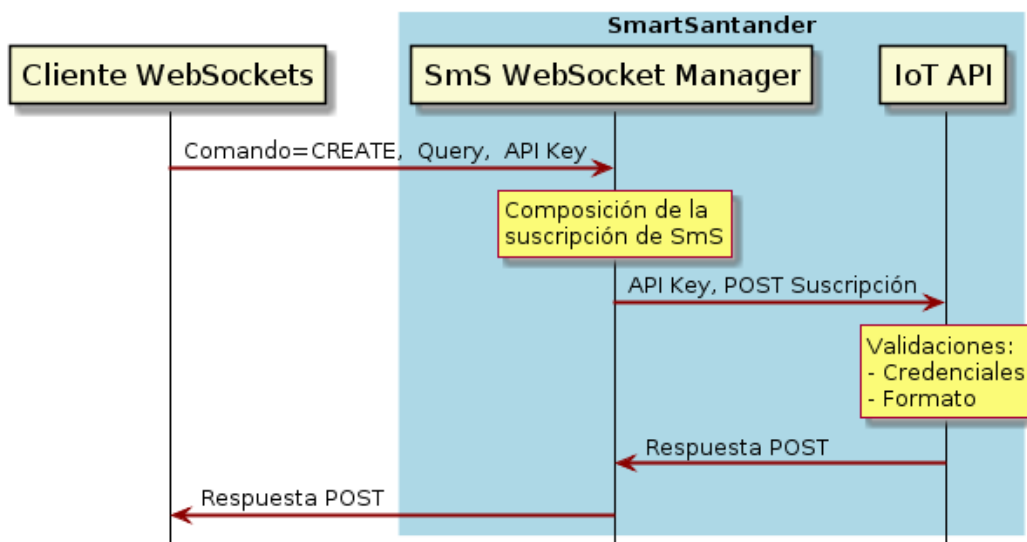 SmartSantander
Cliente WebSockets
SmS WebSocket Manager
IoT API
Comando=CREATE,  Query,  API Key
Composición de la
suscripción de SmS
API Key, POST Suscripción
Validaciones:
- Credenciales
- Formato
Respuesta POST
Respuesta POST